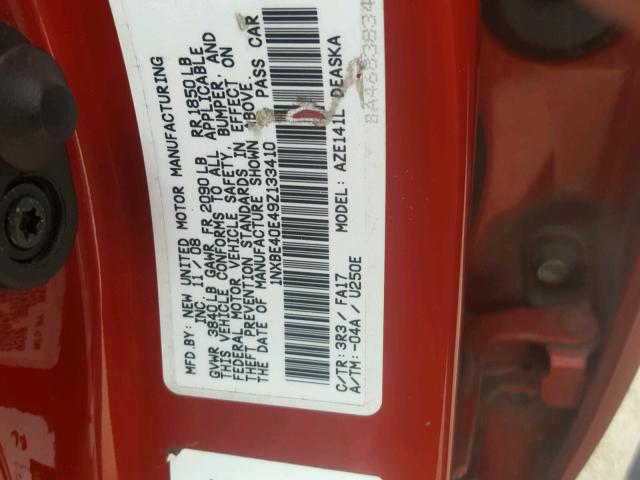 MFD.BY: NEW UNITED MOTOR MANUFACTURING
INC 11/08
GVWR 3840LB GAWR FR 2090LB RR 1850LB
THIS VEHICLE CONFORMS TO ALL APPLICABLE
FEDERAL MOTOR VEHICLE SAFETY, BUMPER, AND
THEFT PREVENTION STANDARDS IN EFFECT ON
THE DATE OF MANUFACTURE SHOWN ABOVE.
1NXBE40E49Z133410 PASS CAR
C/TR: 3R3 / FA17 MODEL: AZE141L DEASKA
A/TM: -04A / U250E